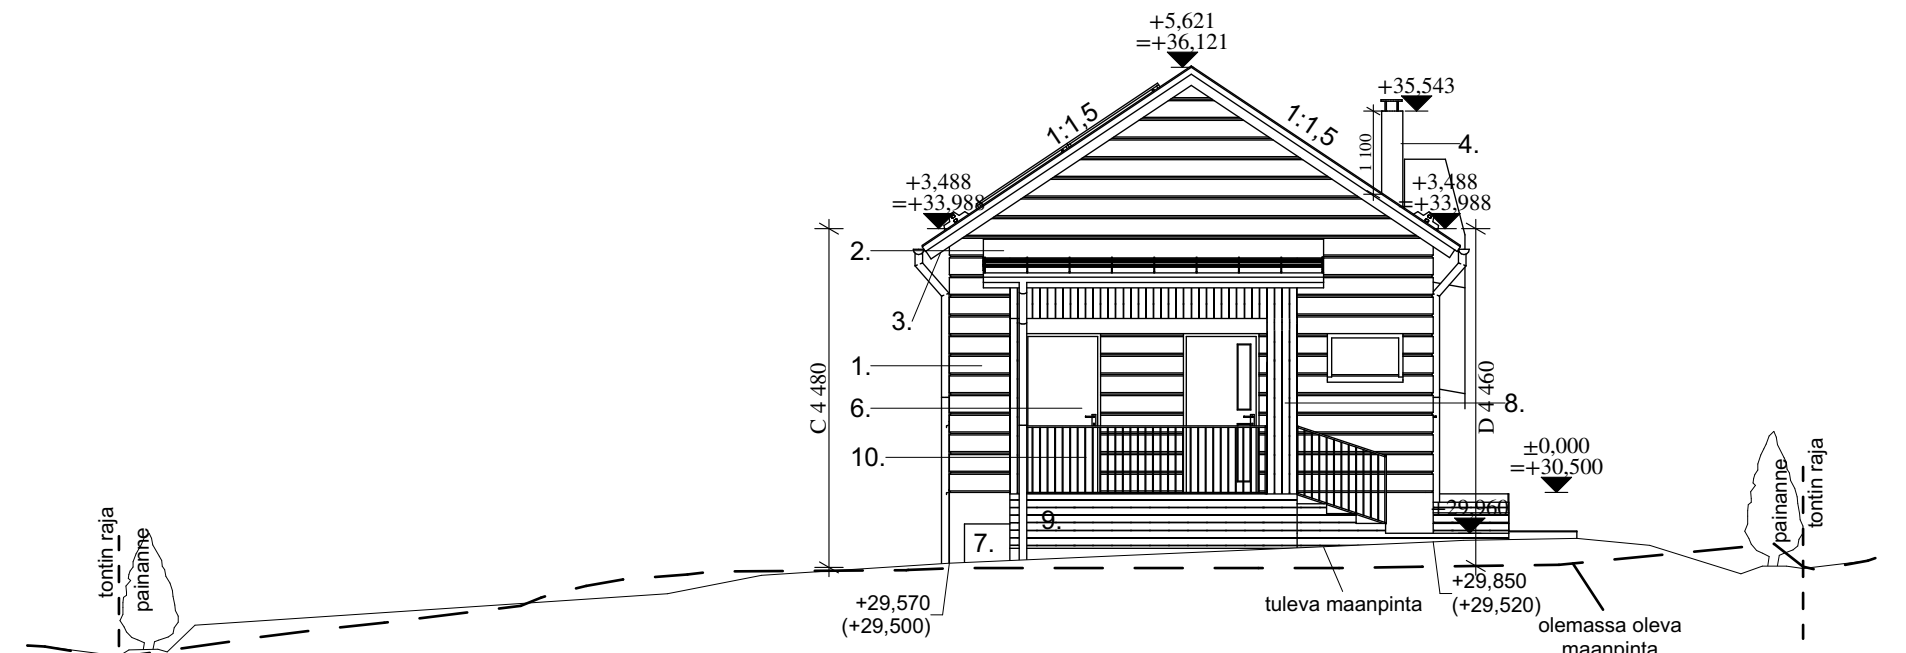 +5,621
=+36,121
+35,543
1:1,5
1:1,5
1 100
4.
+3,488
=+33,988
+3,488
=+33,988
2.
3.
1.
C 4 480
D 4 460
6.
8.
10.
±0,000
=+30,500
+29,960
9.
7.
tontin raja
painanne
painanne
tontin raja
+29,570
(+29,500)
tuleva maanpinta
+29,850
(+29,520)
olemassa oleva
maanpinta